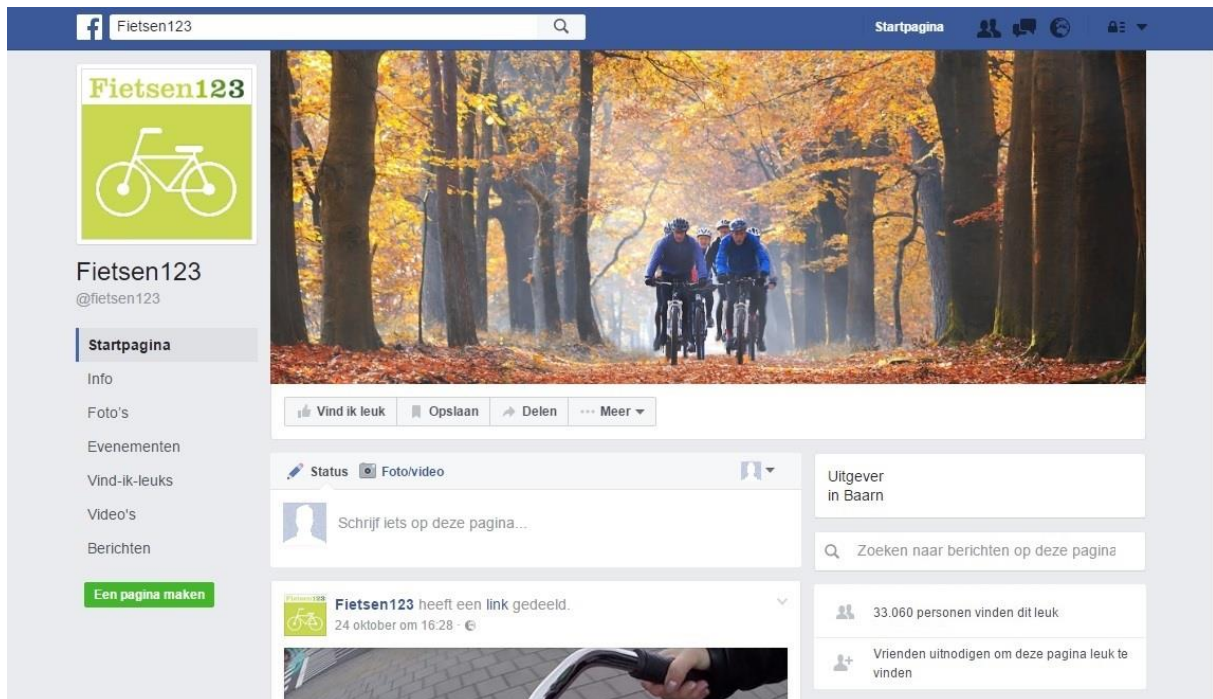 Fietsen123
Startpagina
Fietsen123
Fietsen123
@fietsen123
Startpagina
Info
Foto's
Evenementen
Vind-ik-leuks
Video's
Berichten
Een pagina maken
Vind ik leuk Opslaan Delen ··· Meer
Status Foto/video
Schrijf iets op deze pagina...
Fietsen123
Fietsen123 heeft een link gedeeld.
24 oktober om 16:28 ·
Uitgever
in Baarn
Zoeken naar berichten op deze pagina
33.060 personen vinden dit leuk
Vrienden uitnodigen om deze pagina leuk te
vinden